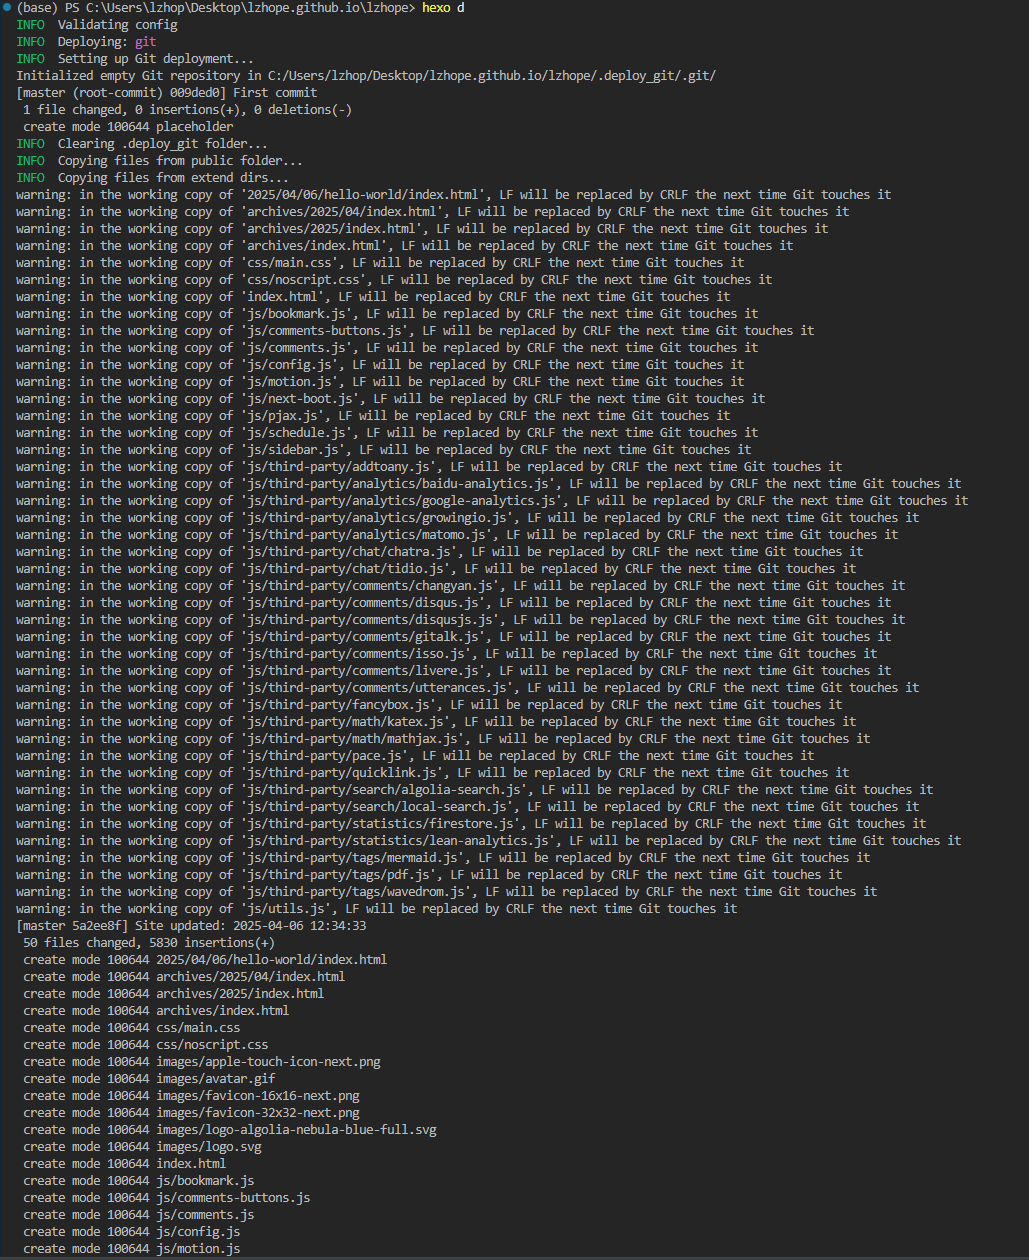 (base) PS C:\Users\lzhop\Desktop\lzhope.github.io\lzhope> hexo d
INFO  Validating config
INFO  Deploying: git
INFO  Setting up Git deployment...
Initialized empty Git repository in C:/Users/lzhop/Desktop/lzhope.github.io/lzhope/.deploy_git/.git/
[master (root-commit) 009ded0] First commit
 1 file changed, 0 insertions(+), 0 deletions(-)
 create mode 100644 placeholder
INFO  Clearing .deploy_git folder...
INFO  Copying files from public folder...
INFO  Copying files from extend dirs...
warning: in the working copy of '2025/04/06/hello-world/index.html', LF will be replaced by CRLF the next time Git touches it
warning: in the working copy of 'archives/2025/04/index.html', LF will be replaced by CRLF the next time Git touches it
warning: in the working copy of 'archives/2025/index.html', LF will be replaced by CRLF the next time Git touches it
warning: in the working copy of 'archives/index.html', LF will be replaced by CRLF the next time Git touches it
warning: in the working copy of 'css/main.css', LF will be replaced by CRLF the next time Git touches it
warning: in the working copy of 'css/noscript.css', LF will be replaced by CRLF the next time Git touches it
warning: in the working copy of 'index.html', LF will be replaced by CRLF the next time Git touches it
warning: in the working copy of 'js/bookmark.js', LF will be replaced by CRLF the next time Git touches it
warning: in the working copy of 'js/comments-buttons.js', LF will be replaced by CRLF the next time Git touches it
warning: in the working copy of 'js/comments.js', LF will be replaced by CRLF the next time Git touches it
warning: in the working copy of 'js/config.js', LF will be replaced by CRLF the next time Git touches it
warning: in the working copy of 'js/motion.js', LF will be replaced by CRLF the next time Git touches it
warning: in the working copy of 'js/next-boot.js', LF will be replaced by CRLF the next time Git touches it
warning: in the working copy of 'js/pjax.js', LF will be replaced by CRLF the next time Git touches it
warning: in the working copy of 'js/schedule.js', LF will be replaced by CRLF the next time Git touches it
warning: in the working copy of 'js/sidebar.js', LF will be replaced by CRLF the next time Git touches it
warning: in the working copy of 'js/third-party/addtoany.js', LF will be replaced by CRLF the next time Git touches it
warning: in the working copy of 'js/third-party/analytics/baidu-analytics.js', LF will be replaced by CRLF the next time Git touches it
warning: in the working copy of 'js/third-party/analytics/google-analytics.js', LF will be replaced by CRLF the next time Git touches it
warning: in the working copy of 'js/third-party/analytics/growingio.js', LF will be replaced by CRLF the next time Git touches it
warning: in the working copy of 'js/third-party/analytics/matomo.js', LF will be replaced by CRLF the next time Git touches it
warning: in the working copy of 'js/third-party/chat/chatra.js', LF will be replaced by CRLF the next time Git touches it
warning: in the working copy of 'js/third-party/chat/tidio.js', LF will be replaced by CRLF the next time Git touches it
warning: in the working copy of 'js/third-party/comments/changyan.js', LF will be replaced by CRLF the next time Git touches it
warning: in the working copy of 'js/third-party/comments/disqus.js', LF will be replaced by CRLF the next time Git touches it
warning: in the working copy of 'js/third-party/comments/disqusjs.js', LF will be replaced by CRLF the next time Git touches it
warning: in the working copy of 'js/third-party/comments/gitalk.js', LF will be replaced by CRLF the next time Git touches it
warning: in the working copy of 'js/third-party/comments/isso.js', LF will be replaced by CRLF the next time Git touches it
warning: in the working copy of 'js/third-party/comments/livere.js', LF will be replaced by CRLF the next time Git touches it
warning: in the working copy of 'js/third-party/comments/utterances.js', LF will be replaced by CRLF the next time Git touches it
warning: in the working copy of 'js/third-party/fancybox.js', LF will be replaced by CRLF the next time Git touches it
warning: in the working copy of 'js/third-party/math/katex.js', LF will be replaced by CRLF the next time Git touches it
warning: in the working copy of 'js/third-party/math/mathjax.js', LF will be replaced by CRLF the next time Git touches it
warning: in the working copy of 'js/third-party/pace.js', LF will be replaced by CRLF the next time Git touches it
warning: in the working copy of 'js/third-party/quicklink.js', LF will be replaced by CRLF the next time Git touches it
warning: in the working copy of 'js/third-party/search/algolia-search.js', LF will be replaced by CRLF the next time Git touches it
warning: in the working copy of 'js/third-party/search/local-search.js', LF will be replaced by CRLF the next time Git touches it
warning: in the working copy of 'js/third-party/statistics/firestore.js', LF will be replaced by CRLF the next time Git touches it
warning: in the working copy of 'js/third-party/statistics/lean-analytics.js', LF will be replaced by CRLF the next time Git touches it
warning: in the working copy of 'js/third-party/tags/mermaid.js', LF will be replaced by CRLF the next time Git touches it
warning: in the working copy of 'js/third-party/tags/pdf.js', LF will be replaced by CRLF the next time Git touches it
warning: in the working copy of 'js/third-party/tags/wavedrom.js', LF will be replaced by CRLF the next time Git touches it
warning: in the working copy of 'js/utils.js', LF will be replaced by CRLF the next time Git touches it
[master 5a2ee8f] Site updated: 2025-04-06 12:34:33
 50 files changed, 5830 insertions(+)
 create mode 100644 2025/04/06/hello-world/index.html
 create mode 100644 archives/2025/04/index.html
 create mode 100644 archives/2025/index.html
 create mode 100644 archives/index.html
 create mode 100644 css/main.css
 create mode 100644 css/noscript.css
 create mode 100644 images/apple-touch-icon-next.png
 create mode 100644 images/avatar.gif
 create mode 100644 images/favicon-16x16-next.png
 create mode 100644 images/favicon-32x32-next.png
 create mode 100644 images/logo-algolia-nebula-blue-full.svg
 create mode 100644 images/logo.svg
 create mode 100644 index.html
 create mode 100644 js/bookmark.js
 create mode 100644 js/comments-buttons.js
 create mode 100644 js/comments.js
 create mode 100644 js/config.js
 create mode 100644 js/motion.js